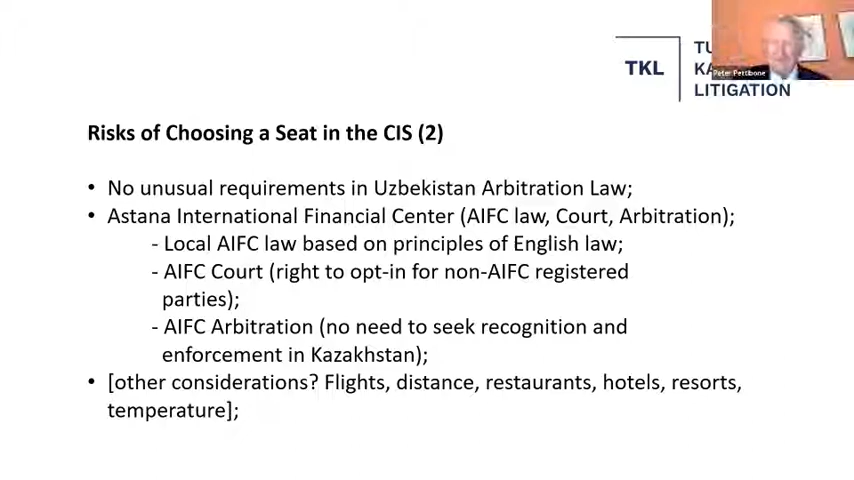 TKL
TU
KA
LITIGATION
Peter Pettibone
Risks of Choosing a Seat in the CIS (2)
• No unusual requirements in Uzbekistan Arbitration Law;
• Astana International Financial Center (AIFC law, Court, Arbitration);
- Local AIFC law based on principles of English law;
- AIFC Court (right to opt-in for non-AIFC registered
parties);
- AIFC Arbitration (no need to seek recognition and
enforcement in Kazakhstan);
• [other considerations? Flights, distance, restaurants, hotels, resorts,
temperature];